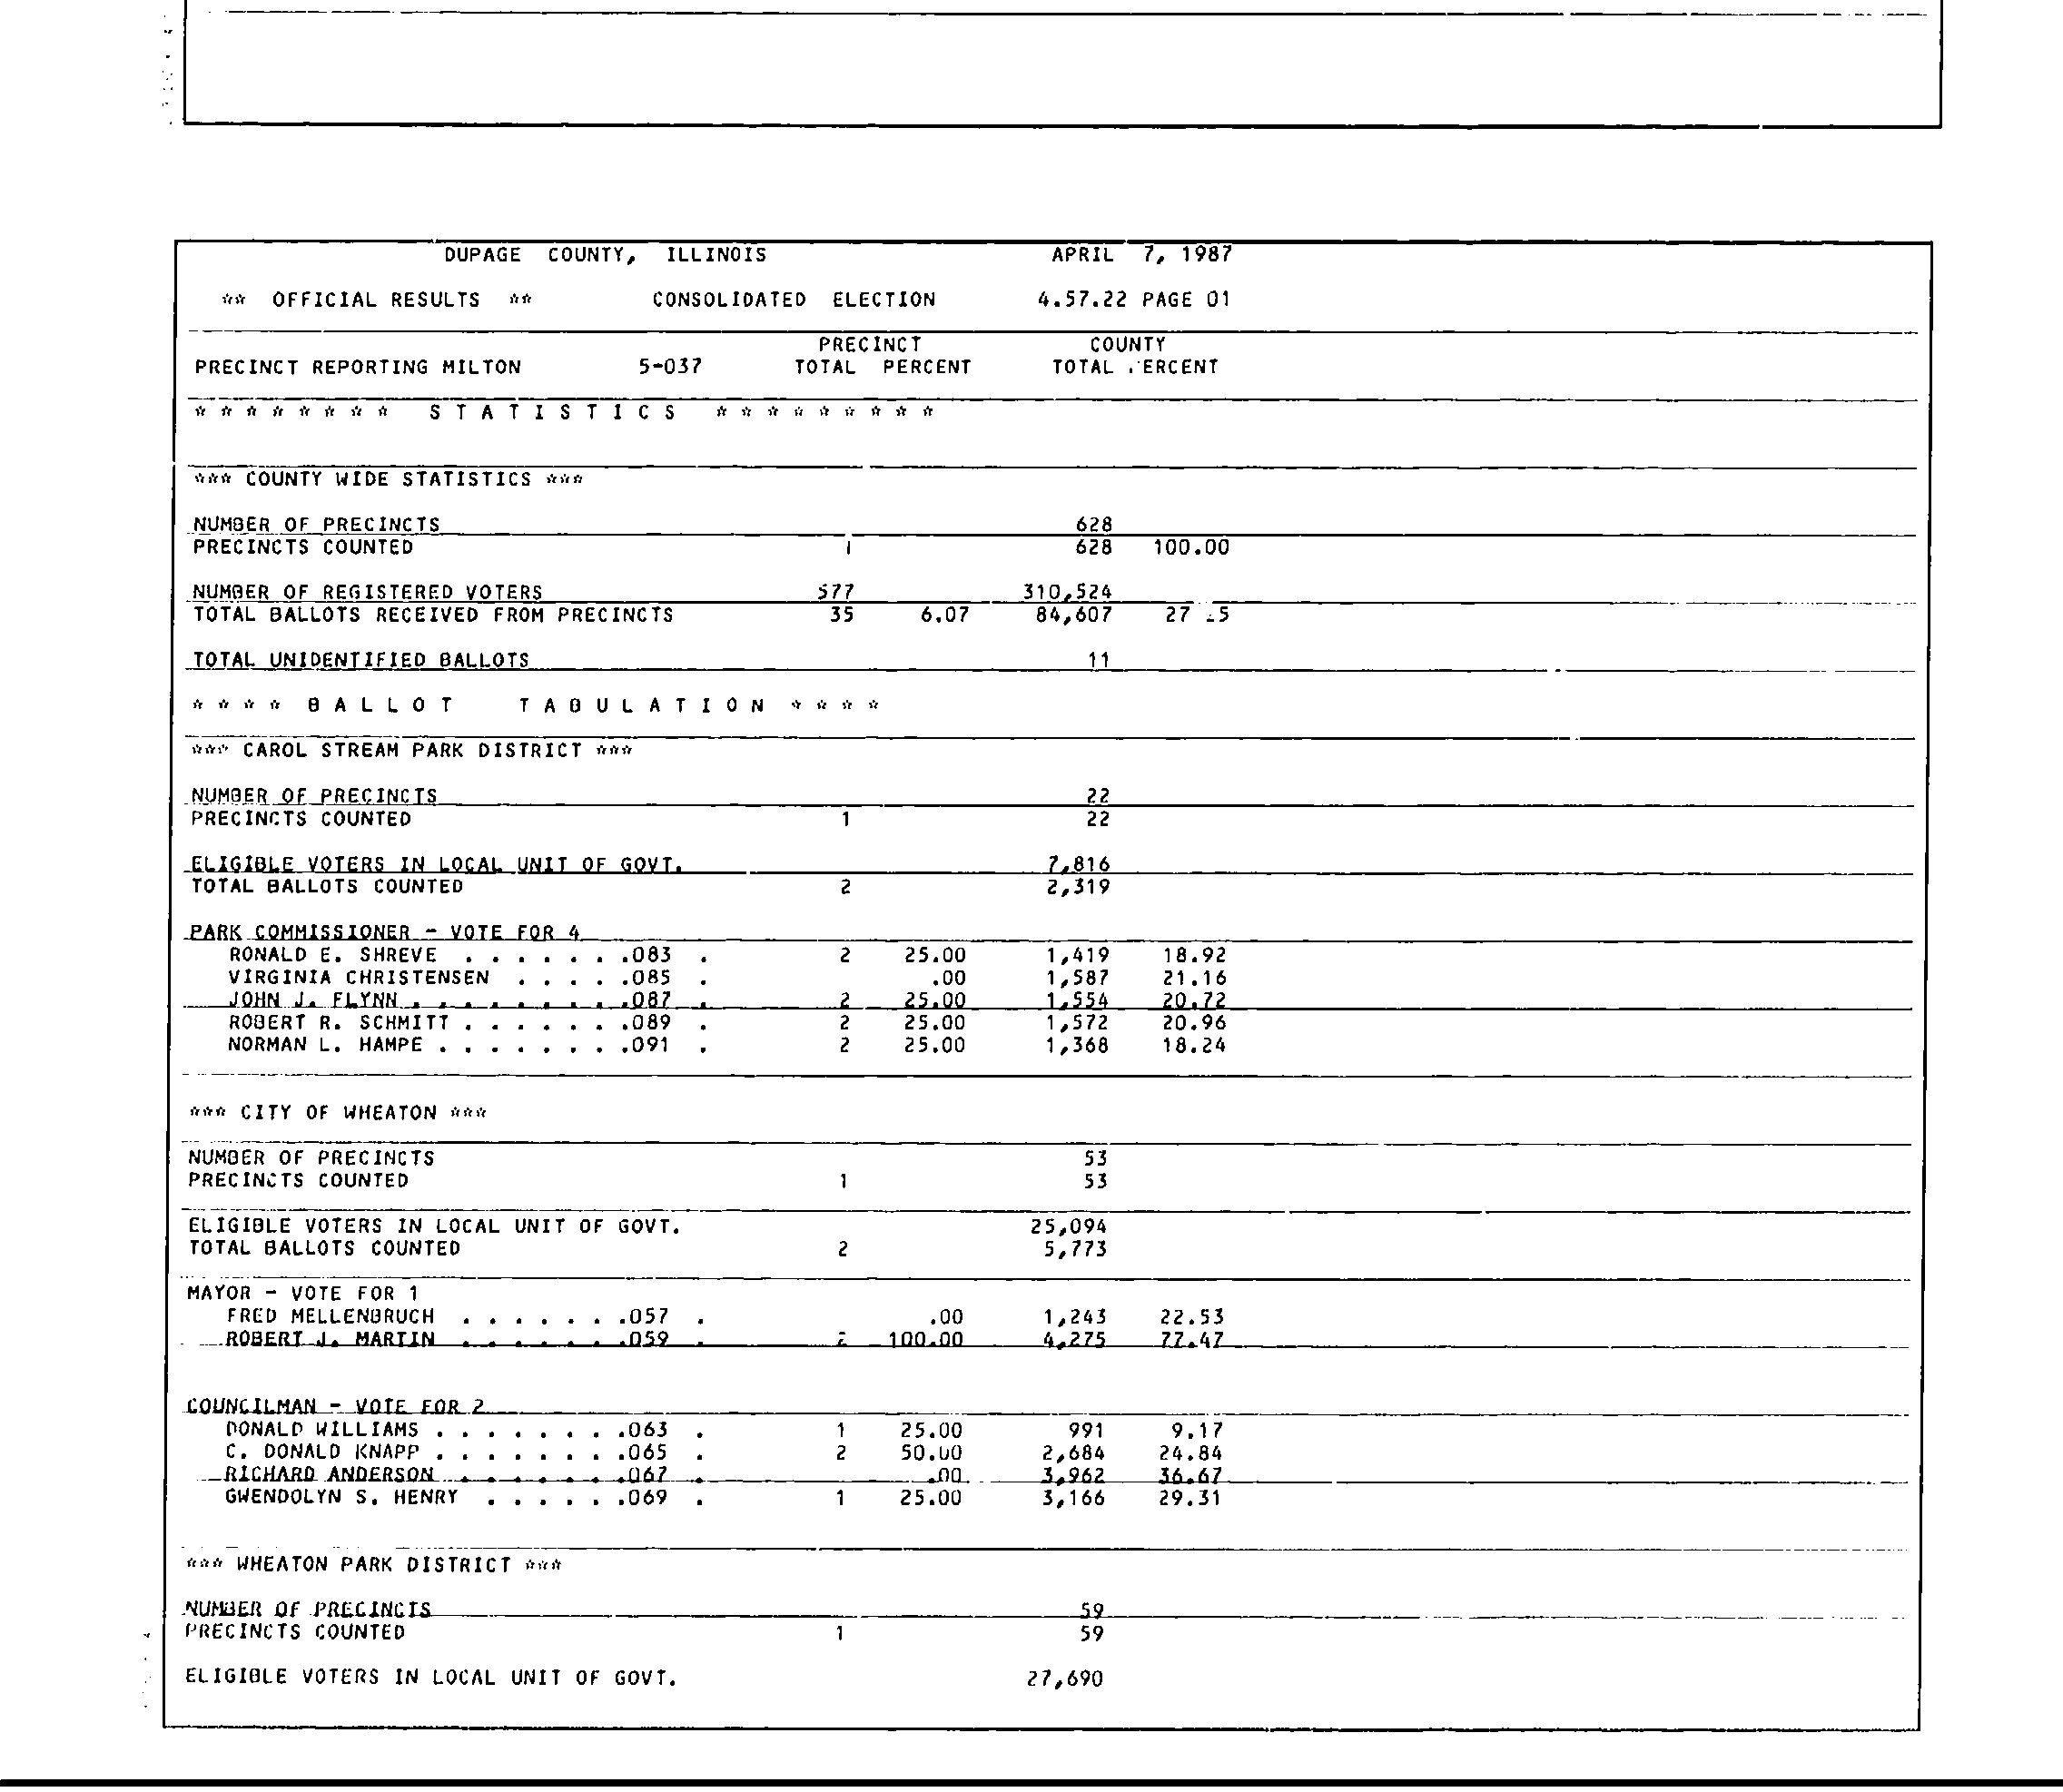 DUPAGE COUNTY, ILLINOIS APRIL 7, 1987
** OFFICIAL RESULTS ** CONSOLIDATED ELECTION 4.57.22 PAGE 01
PRECINCT COUNTY
PRECINCT REPORTING MILTON 5-037 TOTAL PERCENT TOTAL ERCENT
* * * * * * * * S T A T I S T I C S * * * * * * * * *
*** COUNTY WIDE STATISTICS ***
NUMBER OF PRECINCTS 628
PRECINCTS COUNTED 1 628 100.00
NUMBER OF REGISTERED VOTERS 577 310,524
TOTAL BALLOTS RECEIVED FROM PRECINCTS 35 6.07 84,607 27
TOTAL UNIDENTIFIED BALLOTS 11
* * * * B A L L O T T A B U L A T I O N * * * *
*** CAROL STREAM PARK DISTRICT ***
NUMBER OF PRECINCTS 22
PRECINCTS COUNTED 1 22
ELIGIBLE VOTERS IN LOCAL UNIT OF GOVT. 7,816
TOTAL BALLOTS COUNTED 2 2,319
PARK COMMISSIONER - VOTE FOR 4
RONALD E. SHREVE . . . . . . .083 . 2 25.00 1,419 18.92
VIRGINIA CHRISTENSEN . . . . .085 . .00 1,587 21.16
JOHN J. FLYNN . . . . . . . . .087 . 2 25.00 1,554 20.72
ROBERT R. SCHMITT . . . . . . .089 . 2 25.00 1,572 20.96
NORMAN L. HAMPE . . . . . . . .091 . 2 25.00 1,368 18.24
*** CITY OF WHEATON ***
NUMBER OF PRECINCTS 53
PRECINCTS COUNTED 1 53
ELIGIBLE VOTERS IN LOCAL UNIT OF GOVT. 25,094
TOTAL BALLOTS COUNTED 2 5,773
MAYOR - VOTE FOR 1
FRED MELLENBRUCH . . . . . . .057 . .00 1,243 22.53
ROBERT J. MARTIN . . . . . . .059 . 2 100.00 4,275 77.47
COUNCILMAN - VOTE FOR 2
DONALD WILLIAMS . . . . . . . .063 . 1 25.00 991 9.17
C. DONALD KNAPP . . . . . . . .065 . 2 50.00 2,684 24.84
RICHARD ANDERSON . . . . . . .067 . .00 3,962 36.67
GWENDOLYN S. HENRY . . . . . .069 . 1 25.00 3,166 29.31
*** WHEATON PARK DISTRICT ***
NUMBER OF PRECINCTS 59
PRECINCTS COUNTED 1 59
ELIGIBLE VOTERS IN LOCAL UNIT OF GOVT. 27,690